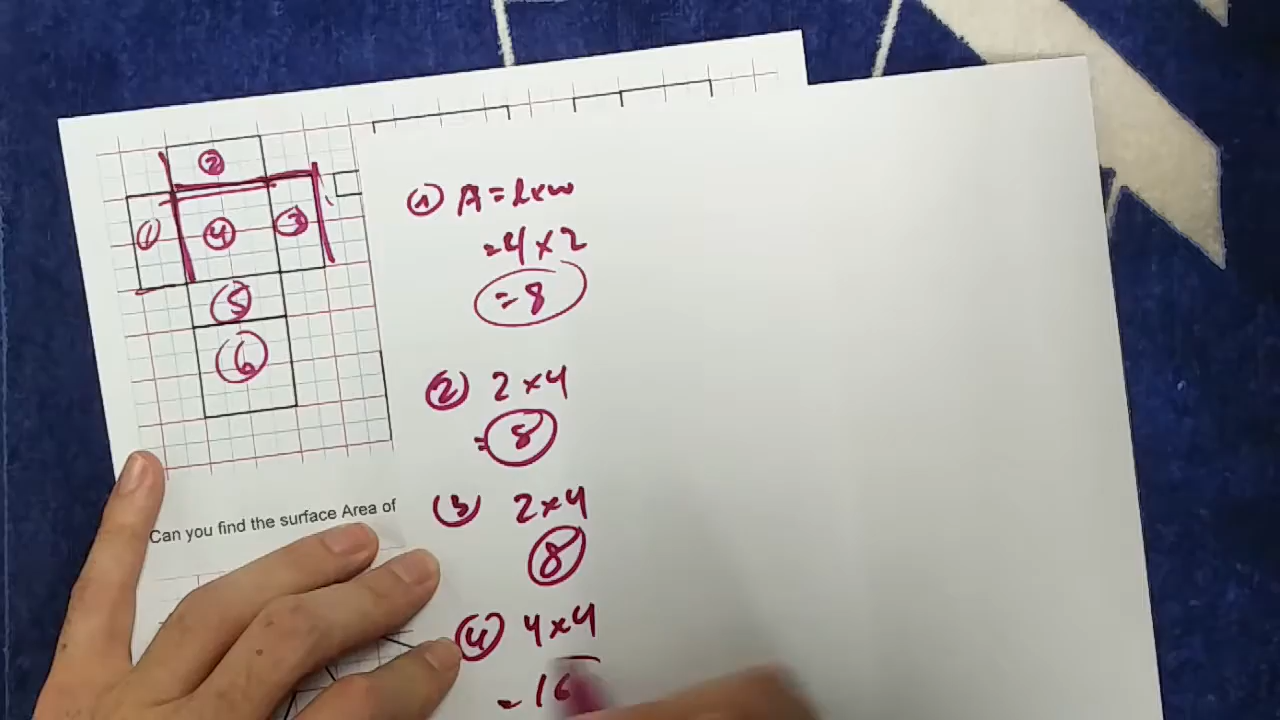 ②
① ④ ③
⑤
⑥
Can you find the surface Area of
① A = l x w
= 4 x 2
= 8
② 2 x 4
= 8
③ 2 x 4
8
④ 4 x 4
= 16